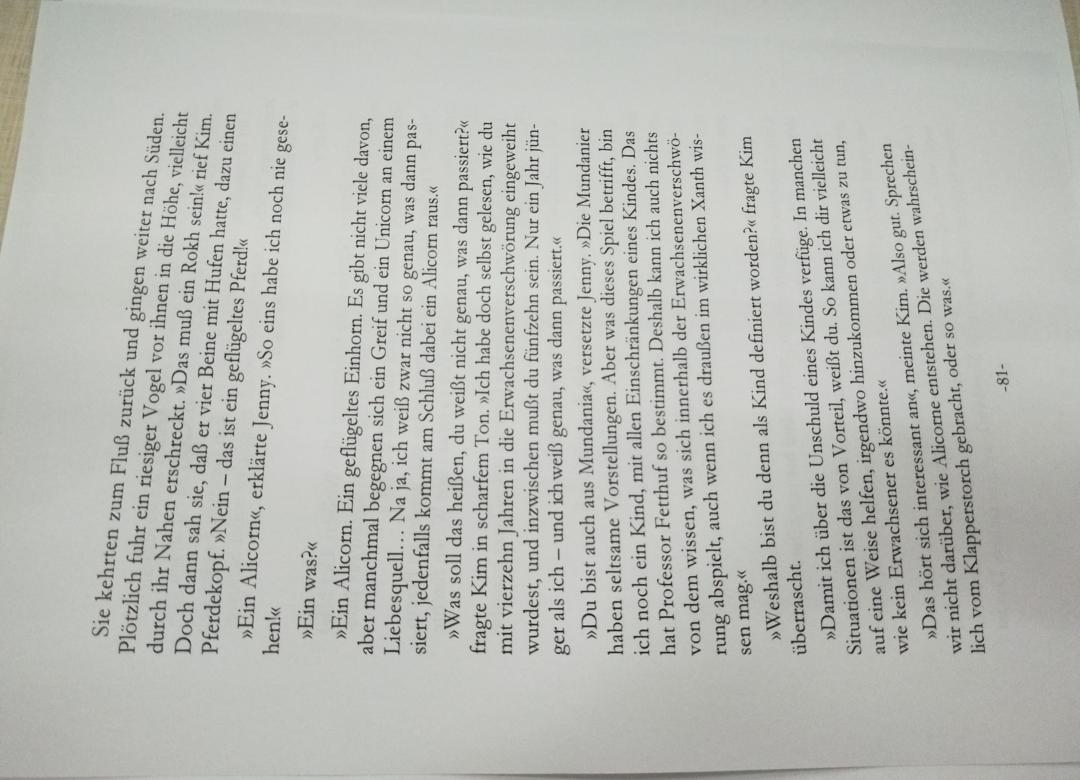 Sie kehrten zum Fluß zurück und gingen weiter nach Süden.
Plötzlich fuhr ein riesiger Vogel vor ihnen in die Höhe, vielleicht
durch ihr Nahen erschreckt. »Das muß ein Rokh sein!« rief Kim.
Doch dann sah sie, daß er vier Beine mit Hufen hatte, dazu einen
Pferdekopf. »Nein – das ist ein geflügeltes Pferd!«
»Ein Alicorn«, erklärte Jenny. »So eins habe ich noch nie gese-
hen!«
»Ein was?«
»Ein Alicorn. Ein geflügeltes Einhorn. Es gibt nicht viele davon,
aber manchmal begegnen sich ein Greif und ein Unicorn an einem
Liebesquell… Na ja, ich weiß zwar nicht so genau, was dann pas-
siert, jedenfalls kommt am Schluß dabei ein Alicorn raus.«
»Was soll das heißen, du weißt nicht genau, was dann passiert?«
fragte Kim in scharfem Ton. »Ich habe doch selbst gelesen, wie du
mit vierzehn Jahren in die Erwachsenenverschwörung eingeweiht
wurdest, und inzwischen mußt du fünfzehn sein. Nur ein Jahr jün-
ger als ich – und ich weiß genau, was dann passiert.«
»Du bist auch aus Mundania«, versetzte Jenny. »Die Mundanier
haben seltsame Vorstellungen. Aber was dieses Spiel betrifft, bin
ich noch ein Kind, mit allen Einschränkungen eines Kindes. Das
hat Professor Fetthuf so bestimmt. Deshalb kann ich auch nichts
von dem wissen, was sich innerhalb der Erwachsenenverschwö-
rung abspielt, auch wenn ich es draußen im wirklichen Xanth wis-
sen mag.«
»Weshalb bist du denn als Kind definiert worden?« fragte Kim
überrascht.
»Damit ich über die Unschuld eines Kindes verfüge. In manchen
Situationen ist das von Vorteil, weißt du. So kann ich dir vielleicht
auf eine Weise helfen, irgendwo hinzukommen oder etwas zu tun,
wie kein Erwachsener es könnte.«
»Das hört sich interessant an«, meinte Kim. »Also gut. Sprechen
wir nicht darüber, wie Alicorne entstehen. Die werden wahrschein-
lich vom Klapperstorch gebracht, oder so was.«
-81-